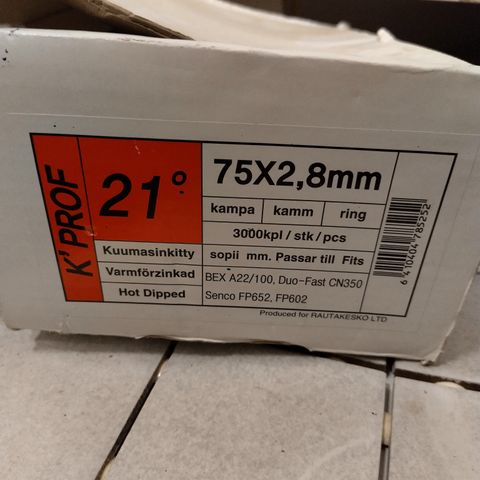 K'PROF
21°
Kuumasinkitty
Varmförzinkad
Hot Dipped
75X2,8mm
kampa kamm ring
3000kpl / stk / pcs
sopii mm. Passar till Fits
BEX A22/100, Duo-Fast CN350
Senco FP652, FP602
6 410404 785252
Produced for RAUTAKESKO LTD